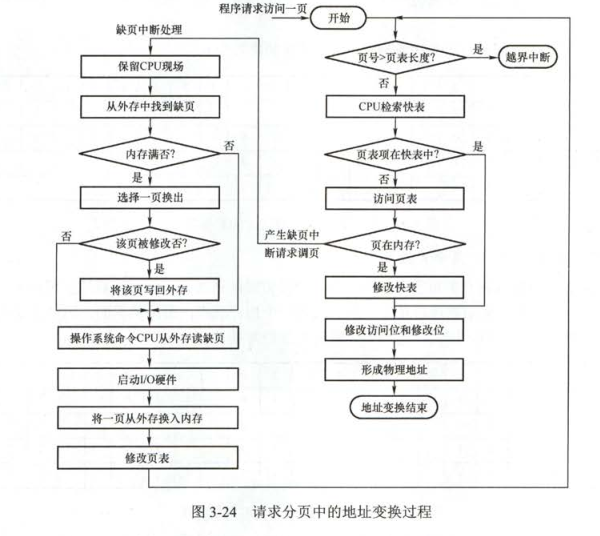 程序请求访问一页
开始
缺页中断处理
保留CPU现场
从外存中找到缺页
内存满否?
否
是
选择一页换出
否
该页被修改否?
是
将该页写回外存
操作系统命令CPU从外存读缺页
启动I/O硬件
将一页从外存换入内存
修改页表
页号>页表长度?
是
越界中断
否
CPU检索快表
页表项在快表中?
是
否
访问页表
产生缺页中
断请求调页
页在内存?
是
修改快表
修改访问位和修改位
形成物理地址
地址变换结束
图 3-24 请求分页中的地址变换过程